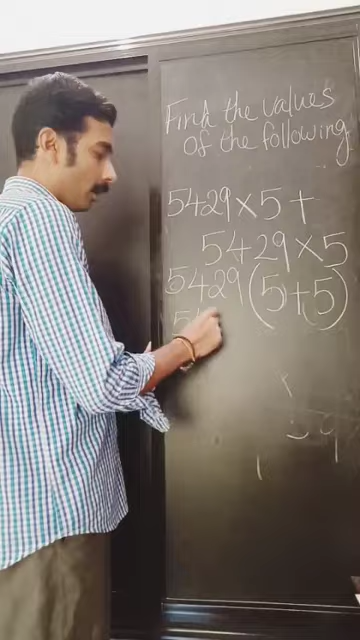 Find the values
of the following
5429×5+
5429×5
5429(5+5)